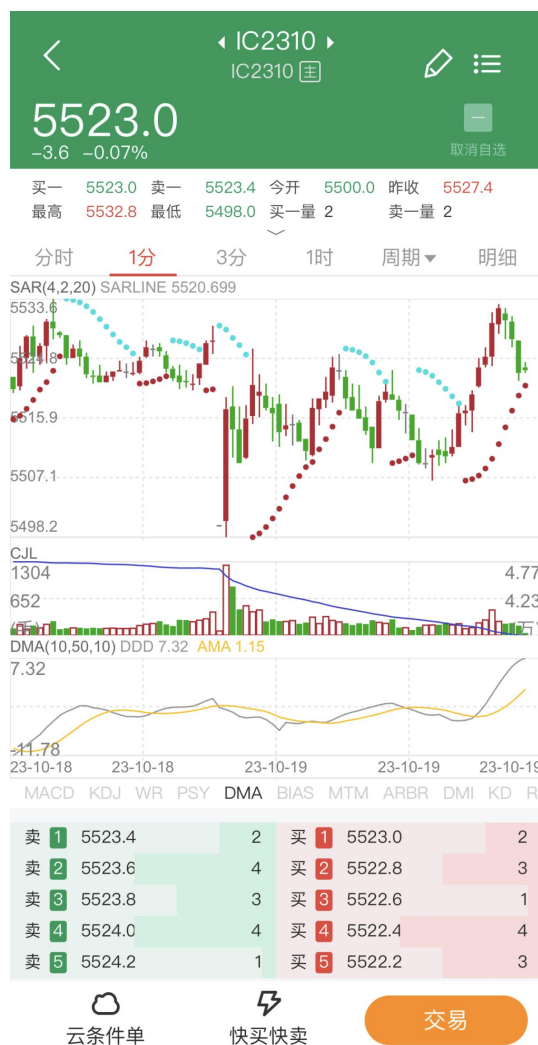 IC2310
IC2310 主
5523.0
-3.6 -0.07%
取消自选
买一 5523.0 卖一 5523.4 今开 5500.0 昨收 5527.4
最高 5532.8 最低 5498.0 买一量 2 卖一量 2
分时 1分 3分 1时 周期 明细
SAR(4,2,20) SARLINE 5520.699
5533.6
5524.8
5515.9
5507.1
5498.2
CJL
1304 4.77
652 4.23
(手) (万)
DMA(10,50,10) DDD 7.32 AMA 1.15
7.32
-11.78
23-10-18 23-10-18 23-10-19 23-10-19 23-10-19
MACD KDJ WR PSY DMA BIAS MTM ARBR DMI KD R
卖 1 5523.4 2 买 1 5523.0 2
卖 2 5523.6 4 买 2 5522.8 3
卖 3 5523.8 3 买 3 5522.6 1
卖 4 5524.0 4 买 4 5522.4 4
卖 5 5524.2 1 买 5 5522.2 3
云条件单 快买快卖 交易